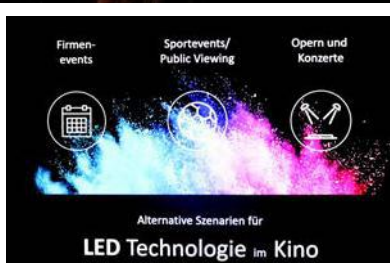 Firmen-
events
Sportevents/
Public Viewing
Opern und
Konzerte
Alternative Szenarien für
LED Technologie im Kino